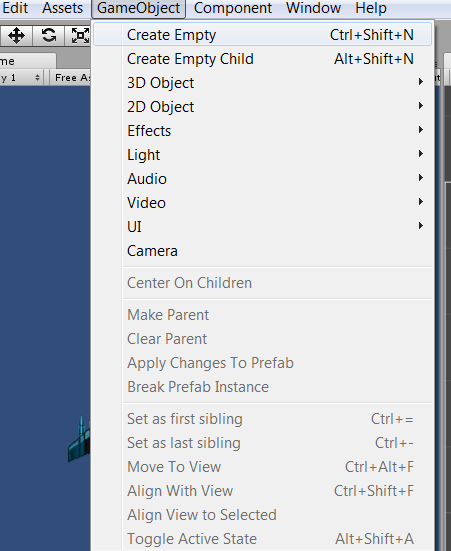 Edit Assets GameObject Component Window Help
Create Empty Ctrl+Shift+N
me
Create Empty Child Alt+Shift+N
y 1 Free As
3D Object
2D Object
Effects
Light
Audio
Video
UI
Camera
Center On Children
Make Parent
Clear Parent
Apply Changes To Prefab
Break Prefab Instance
Set as first sibling Ctrl+=
Set as last sibling Ctrl+-
Move To View Ctrl+Alt+F
Align With View Ctrl+Shift+F
Align View to Selected
Toggle Active State Alt+Shift+A